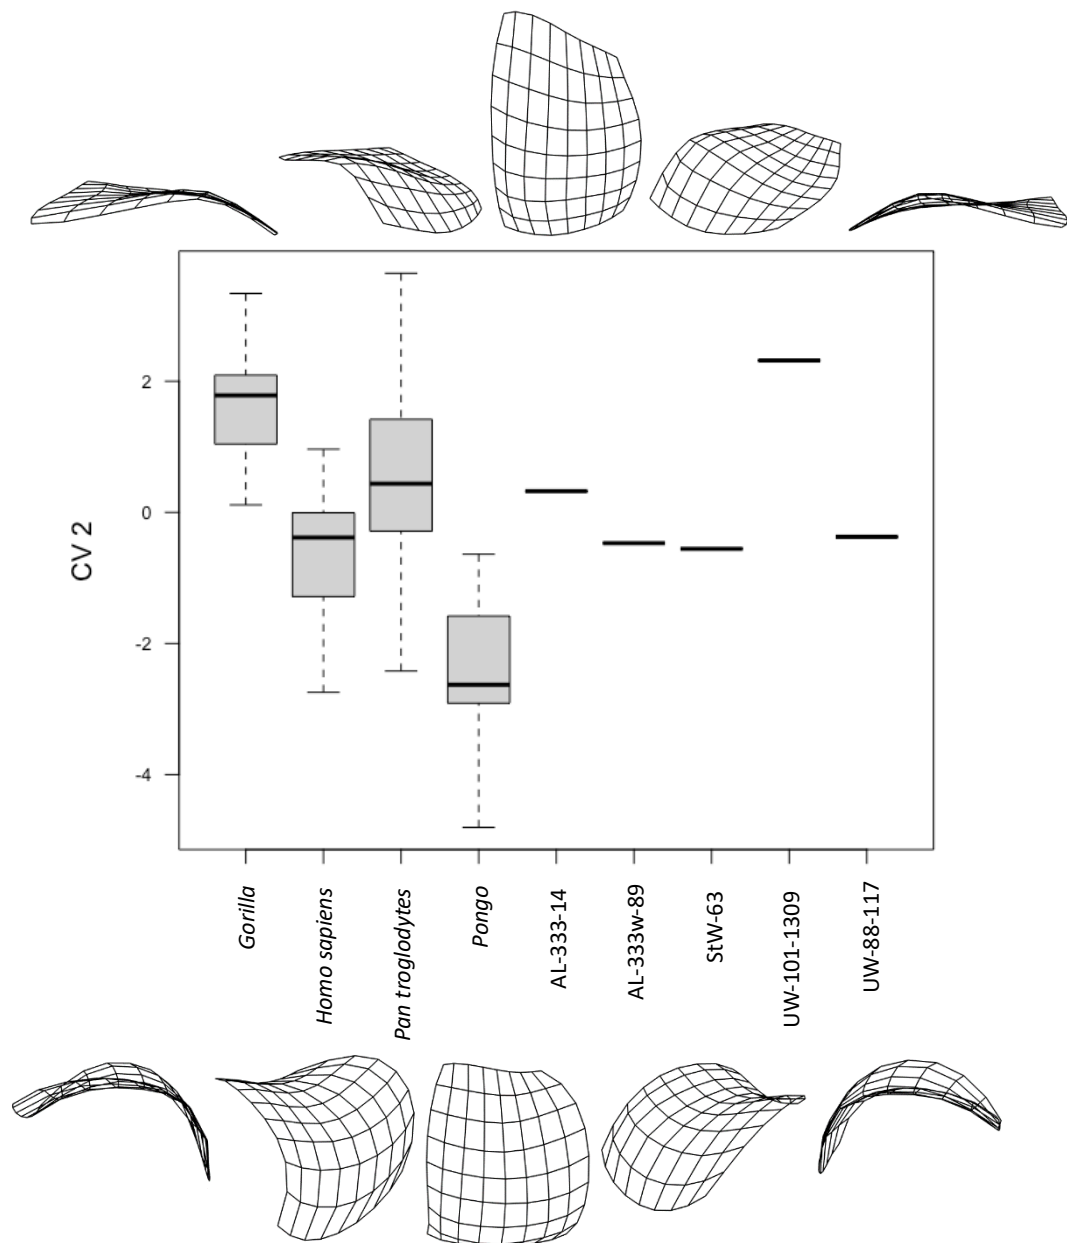 2
0
-2
-4
CV 2
Gorilla
Homo sapiens
Pan troglodytes
Pongo
AL-333-14
AL-333w-89
StW-63
UW-101-1309
UW-88-117